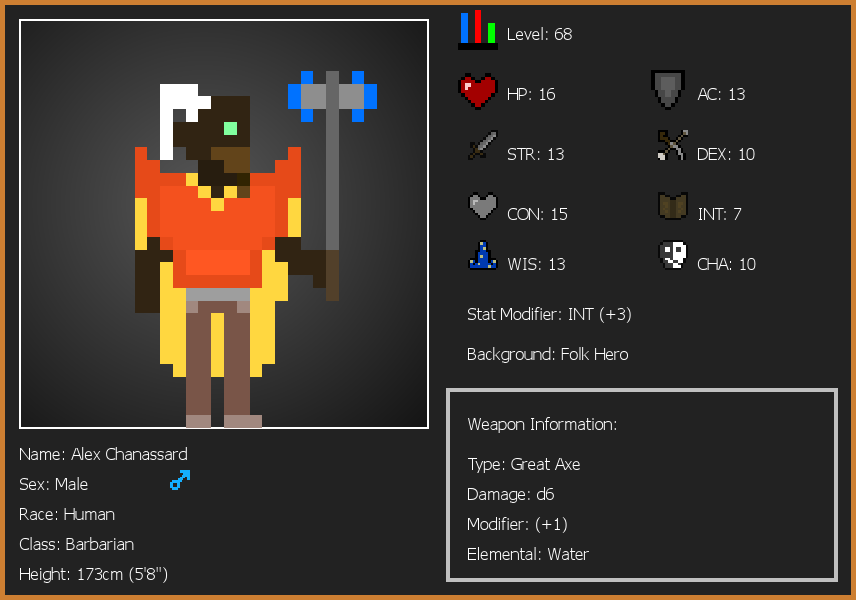 Level: 68
HP: 16
AC: 13
STR: 13
DEX: 10
CON: 15
INT: 7
WIS: 13
CHA: 10
Stat Modifier: INT (+3)
Background: Folk Hero
Weapon Information:
Type: Great Axe
Damage: d6
Modifier: (+1)
Elemental: Water
Name: Alex Chanassard
Sex: Male
Race: Human
Class: Barbarian
Height: 173cm (5'8")